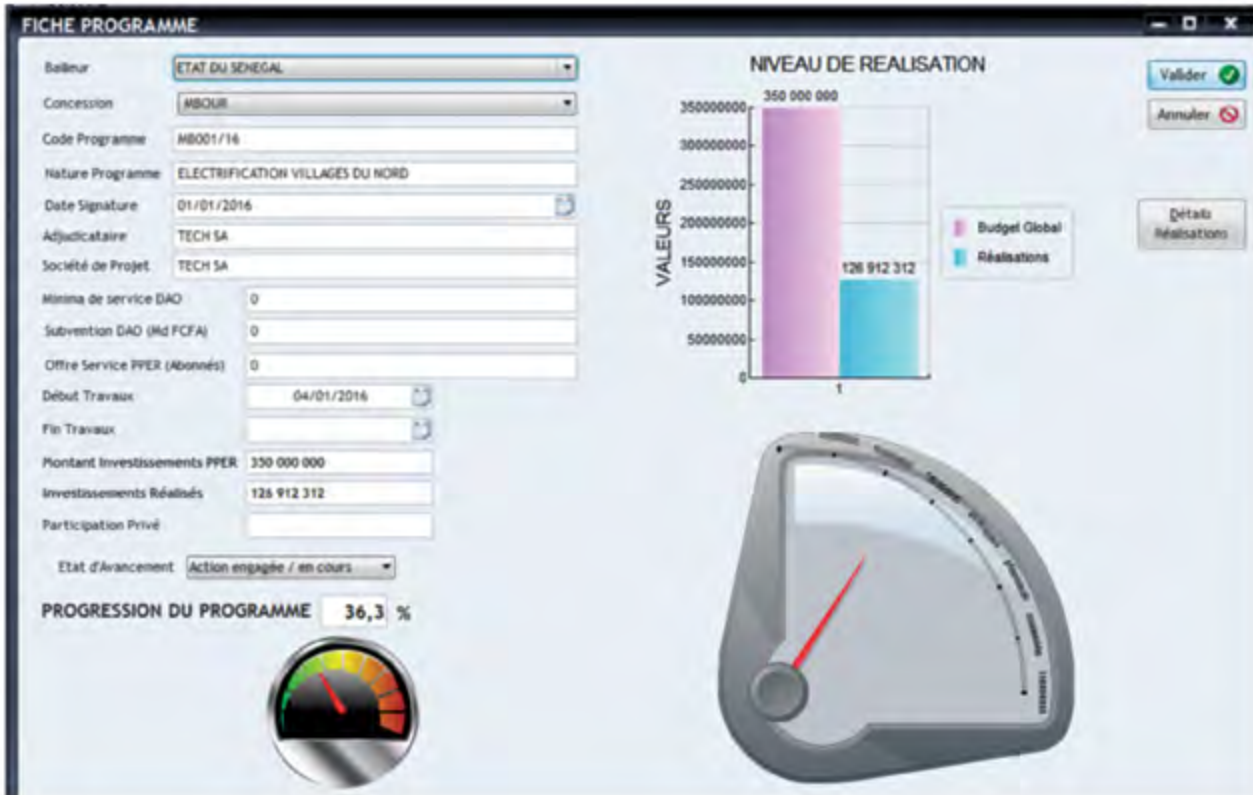 FICHE PROGRAMME
Bailleur ETAT DU SENEGAL
Concession MBOUR
Code Programme MB001/16
Nature Programme ELECTRIFICATION VILLAGES DU NORD
Date Signature 01/01/2016
Adjudicataire TECH SA
Société de Projet TECH SA
Minima de service DAO 0
Subvention DAO (Md FCFA) 0
Offre Service PPER (Abonnés) 0
Début Travaux 04/01/2016
Fin Travaux
Montant Investissements PPER 350 000 000
Investissements Réalisés 126 912 312
Participation Privé
Etat d'Avancement Action engagée / en cours
PROGRESSION DU PROGRAMME 36,3 %
NIVEAU DE REALISATION
350 000 000
350000000
300000000
250000000
200000000
150000000
100000000
50000000
0
VALEURS
126 912 312
1
Budget Global
Réalisations
Valider
Annuler
Détails
Réalisations